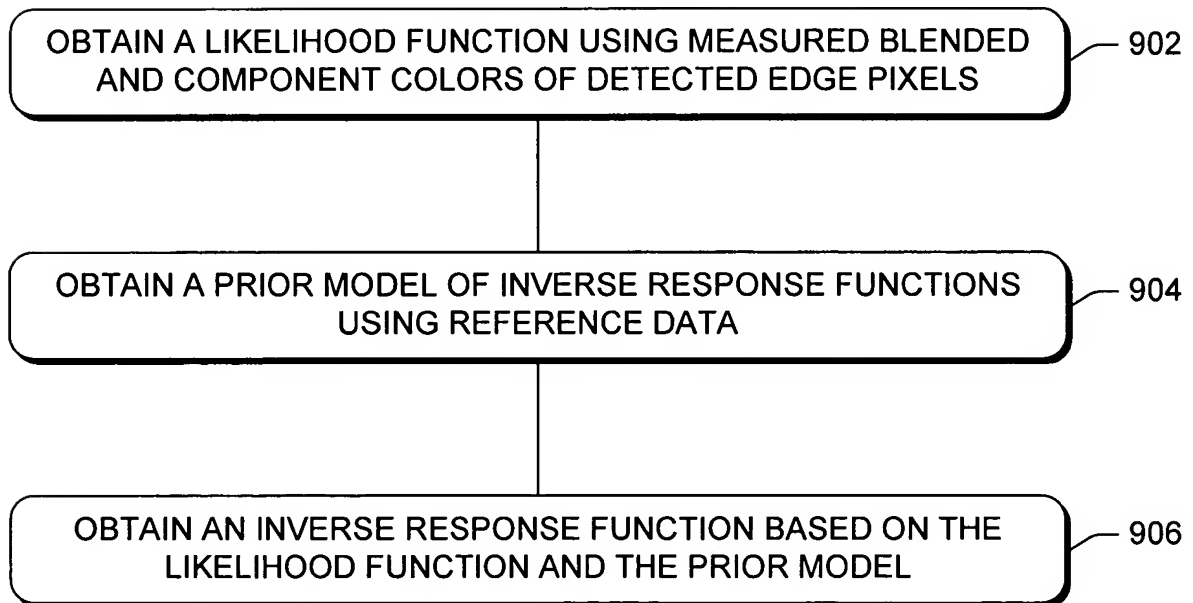 OBTAIN A LIKELIHOOD FUNCTION USING MEASURED BLENDED
AND COMPONENT COLORS OF DETECTED EDGE PIXELS
902
OBTAIN A PRIOR MODEL OF INVERSE RESPONSE FUNCTIONS
USING REFERENCE DATA
904
OBTAIN AN INVERSE RESPONSE FUNCTION BASED ON THE
LIKELIHOOD FUNCTION AND THE PRIOR MODEL
906